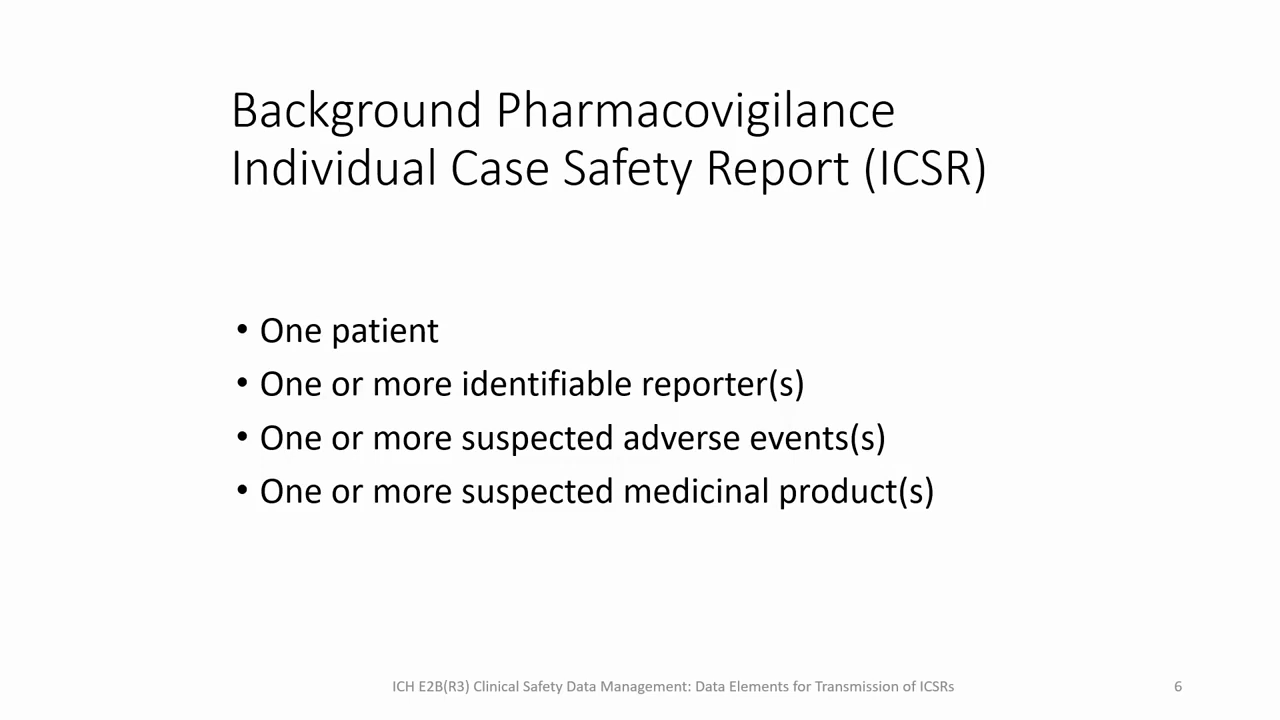 Background Pharmacovigilance
Individual Case Safety Report (ICSR)
• One patient
• One or more identifiable reporter(s)
• One or more suspected adverse events(s)
• One or more suspected medicinal product(s)
ICH E2B(R3) Clinical Safety Data Management: Data Elements for Transmission of ICSRs
6